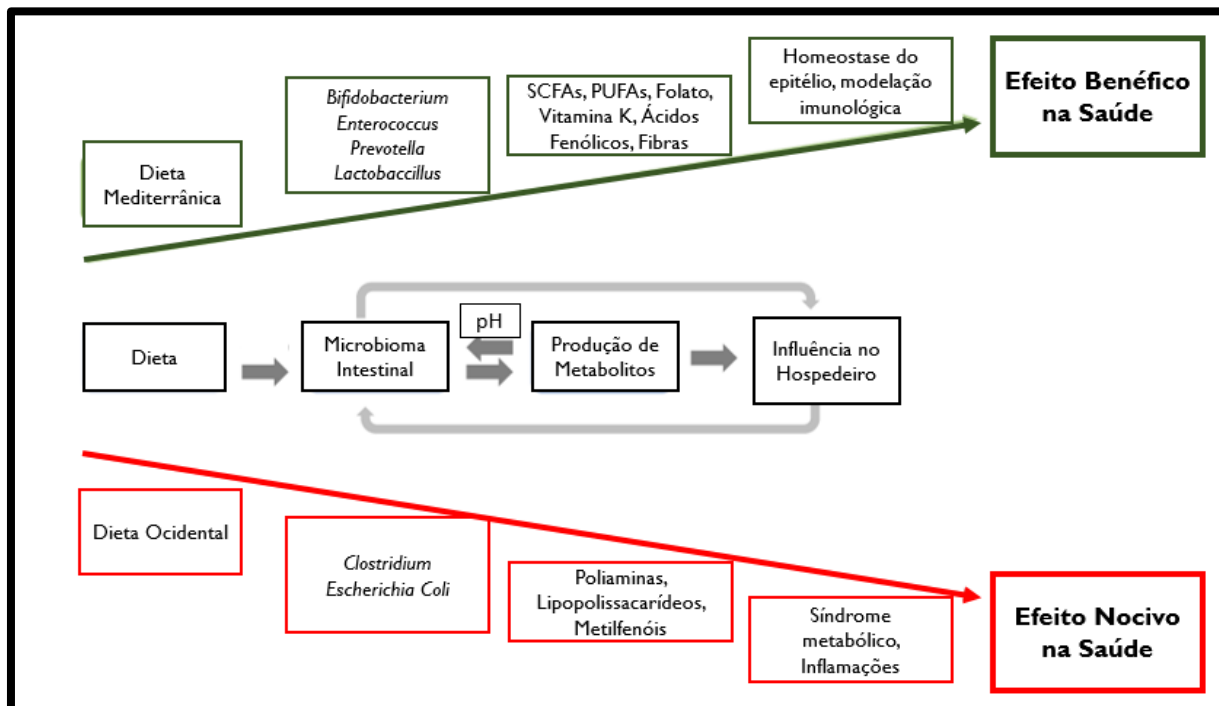 Dieta
Mediterrânica
Bifidobacterium
Enterococcus
Prevotella
Lactobaccillus
SCFAs, PUFAs, Folato,
Vitamina K, Ácidos
Fenólicos, Fibras
Homeostase do
epitélio, modelação
imunológica
Efeito Benéfico
na Saúde
Dieta
Microbioma
Intestinal
pH
Produção de
Metabolitos
Influência no
Hospedeiro
Dieta Ocidental
Clostridium
Escherichia Coli
Poliaminas,
Lipopolissacarídeos,
Metilfenóis
Síndrome
metabólico,
Inflamações
Efeito Nocivo
na Saúde